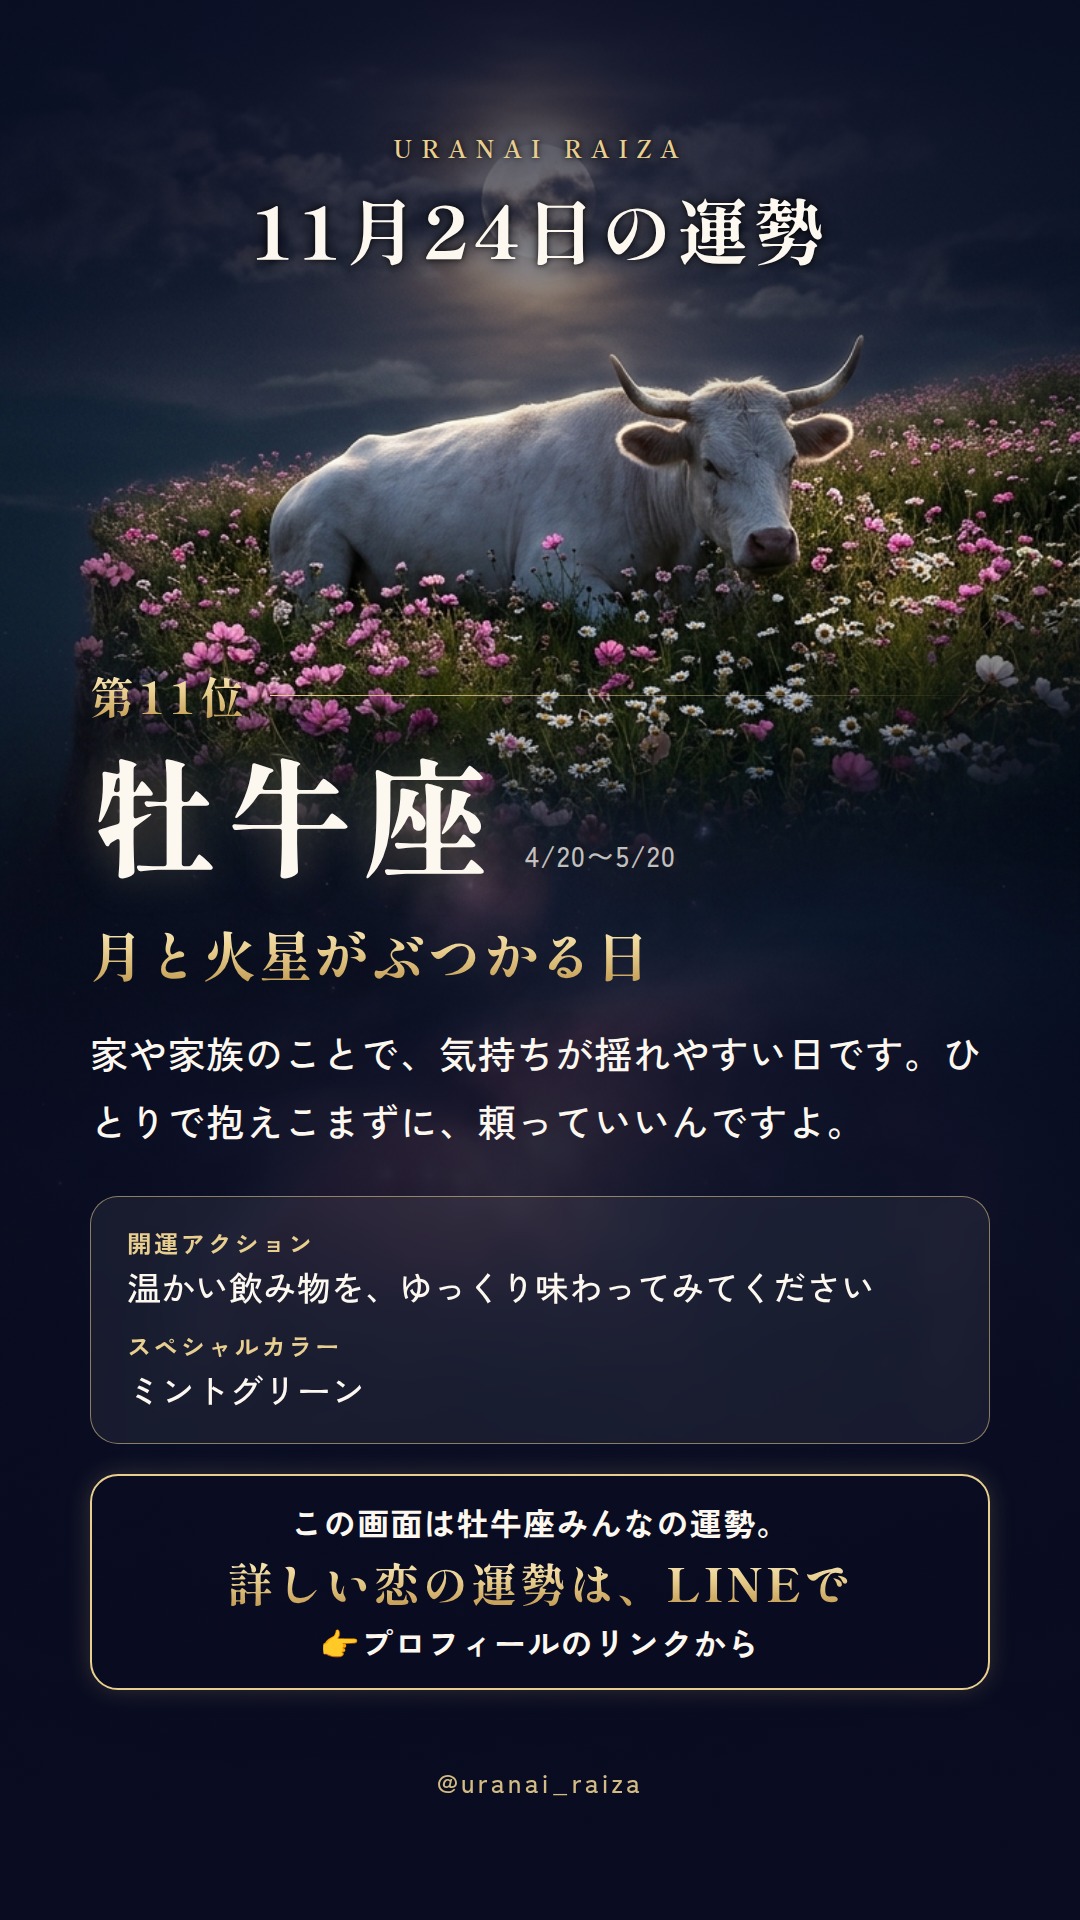 URANAI RAIZA
11月24日の運勢
第11位
牡牛座 4/20〜5/20
月と火星がぶつかる日
家や家族のことで、気持ちが揺れやすい日です。ひ
とりで抱えこまずに、頼っていいんですよ。
開運アクション
温かい飲み物を、ゆっくり味わってみてください
スペシャルカラー
ミントグリーン
この画面は牡牛座みんなの運勢。
詳しい恋の運勢は、LINEで
👉プロフィールのリンクから
@uranai_raiza